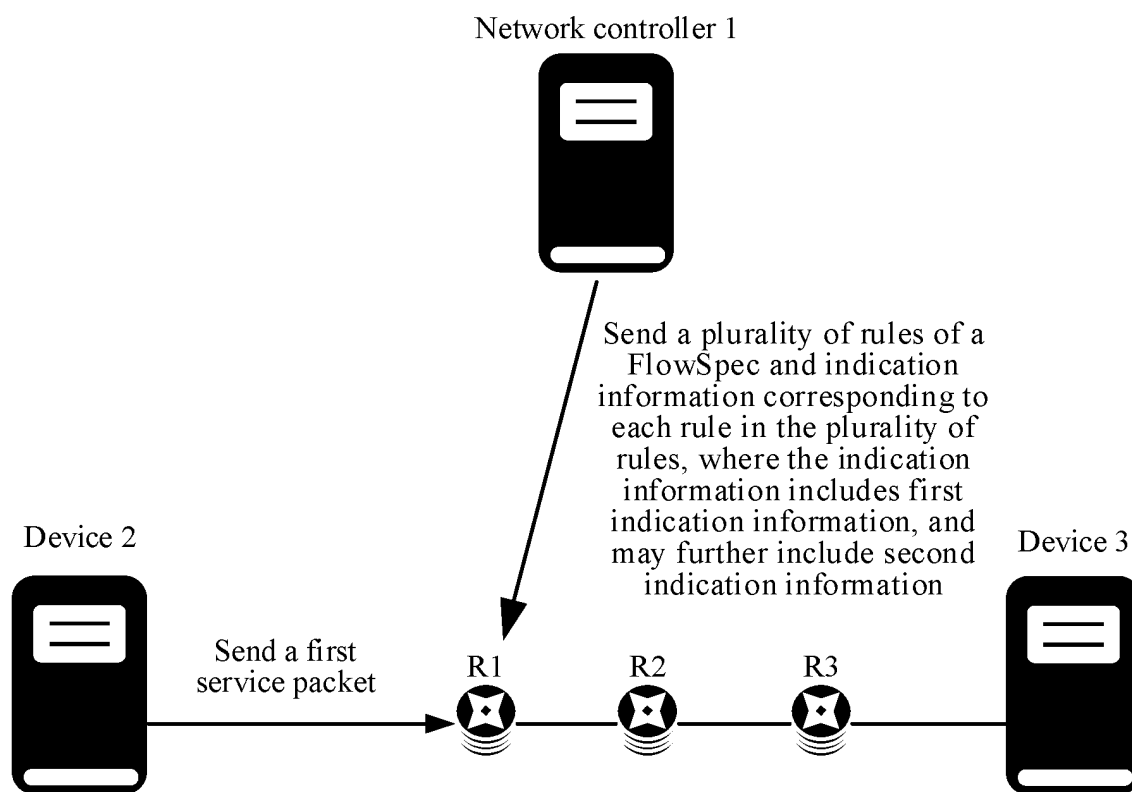 Network controller 1
Send a plurality of rules of a
FlowSpec and indication
information corresponding to
each rule in the plurality of
rules, where the indication
information includes first
indication information, and
may further include second
indication information
Device 2
Device 3
Send a first
service packet
R1
R2
R3